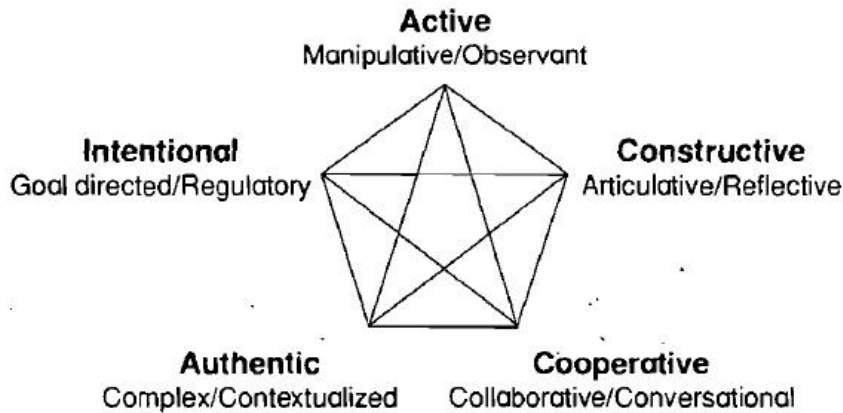 Active
Manipulative/Observant
Intentional
Goal directed/Regulatory
Constructive
Articulative/Reflective
Authentic
Complex/Contextualized
Cooperative
Collaborative/Conversational